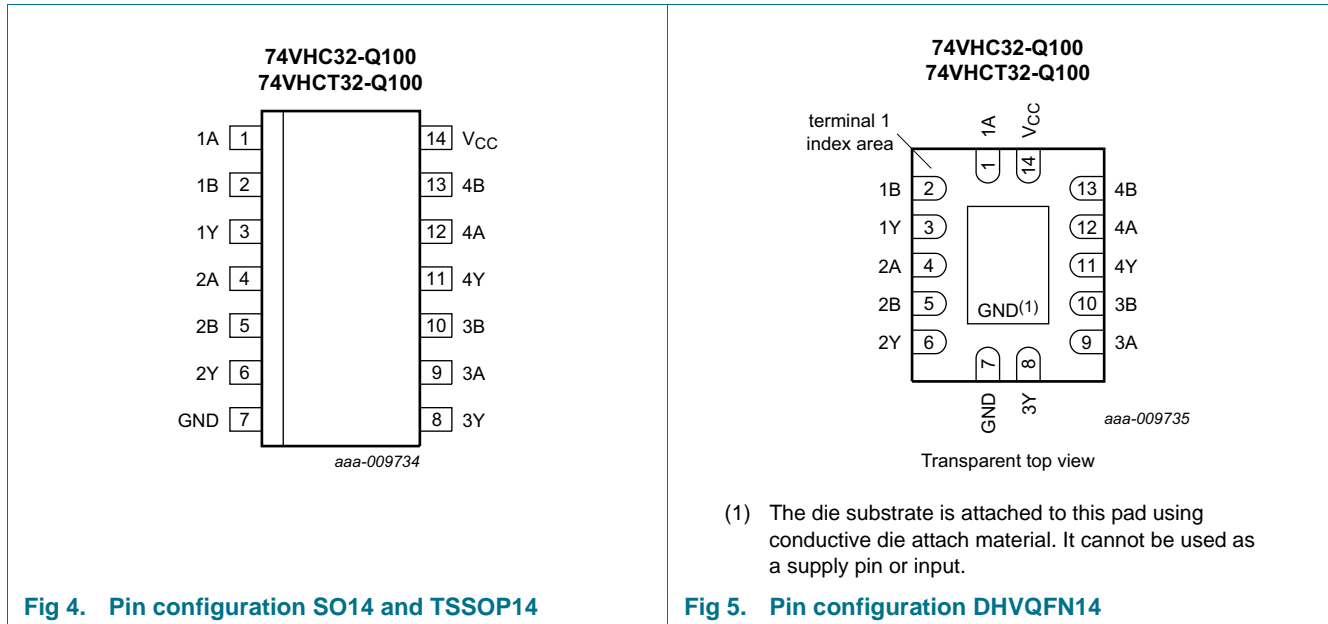 74VHC32-Q100
74VHCT32-Q100
1A 1
14 VCC
1B 2
13 4B
1Y 3
12 4A
2A 4
11 4Y
2B 5
10 3B
2Y 6
9 3A
GND 7
8 3Y
aaa-009734
Fig 4. Pin configuration SO14 and TSSOP14
74VHC32-Q100
74VHCT32-Q100
terminal 1
index area
1A
VCC
1
14
1B 2
13 4B
1Y 3
12 4A
2A 4
11 4Y
2B 5
GND(1)
10 3B
2Y 6
9 3A
7
8
GND
3Y
aaa-009735
Transparent top view
(1) The die substrate is attached to this pad using
conductive die attach material. It cannot be used as
a supply pin or input.
Fig 5. Pin configuration DHVQFN14